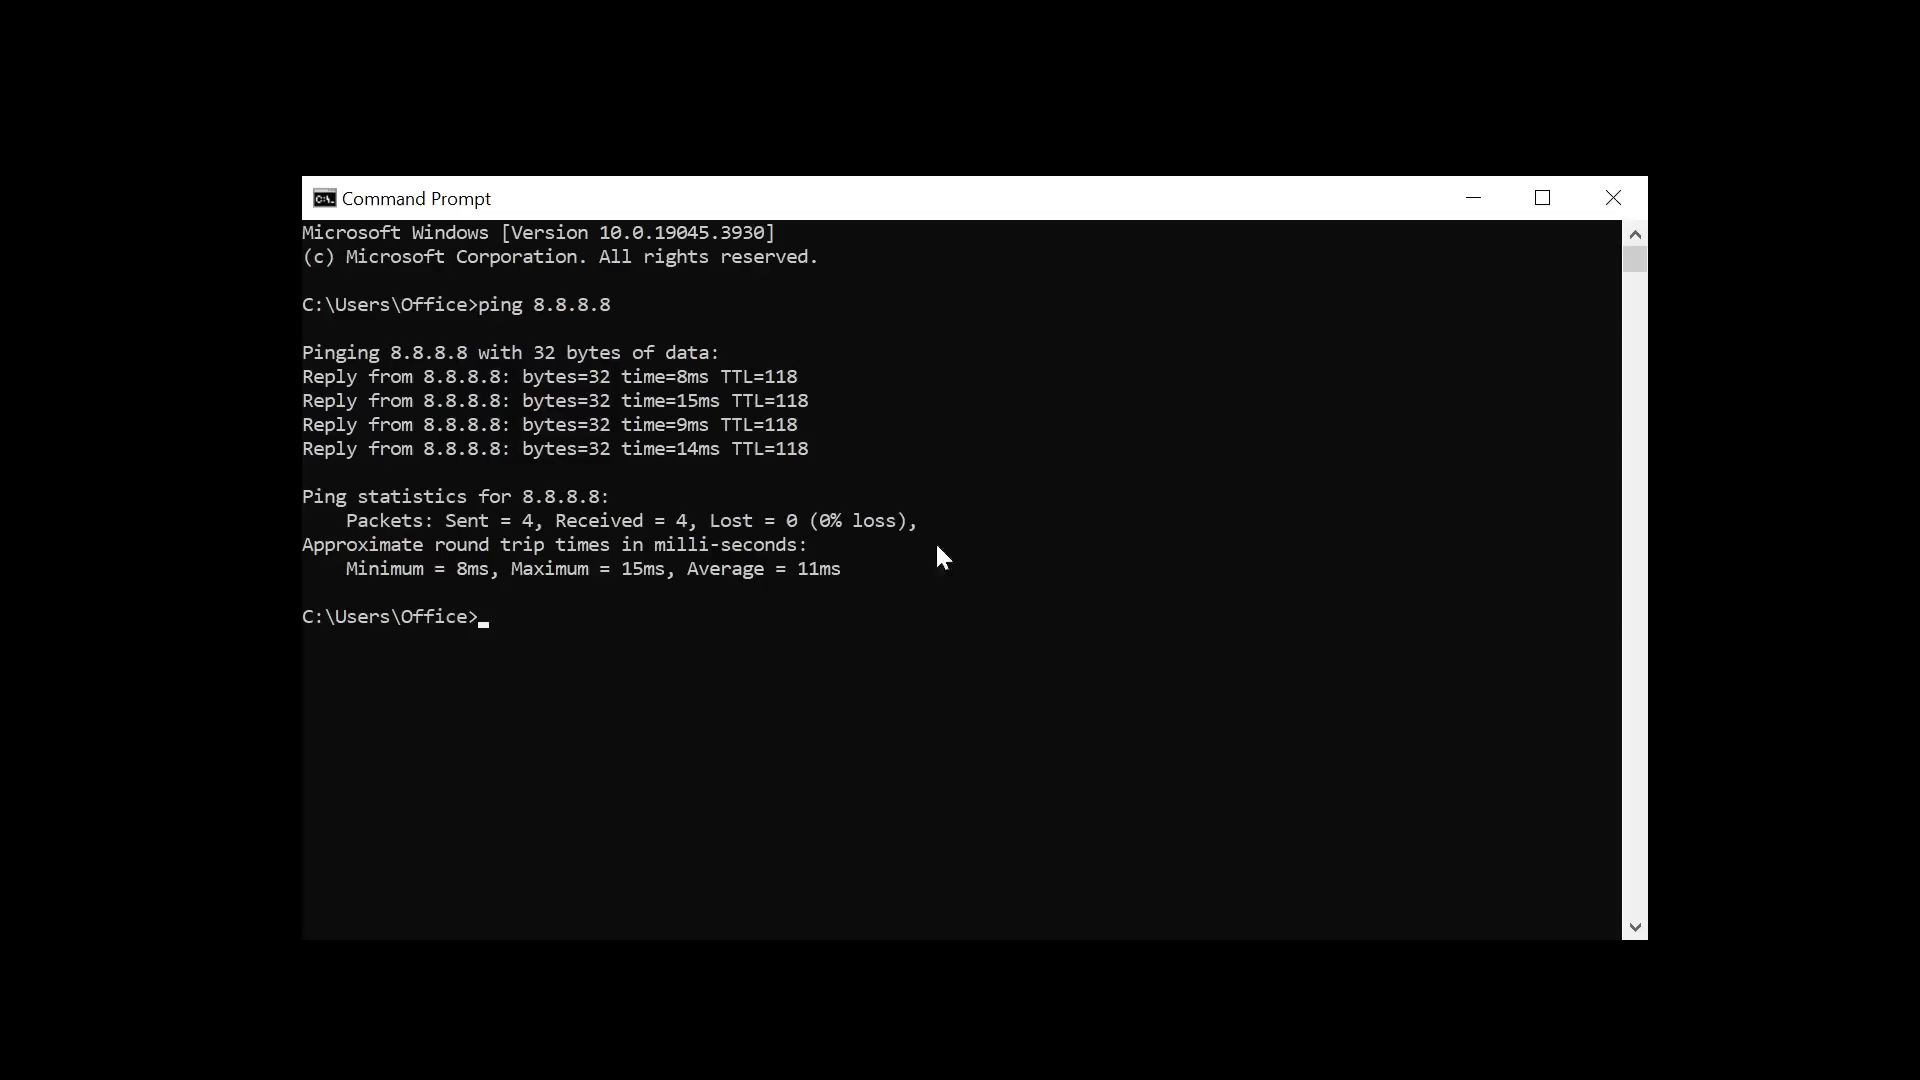 Command Prompt
Microsoft Windows [Version 10.0.19045.3930]
(c) Microsoft Corporation. All rights reserved.
C:\Users\Office>ping 8.8.8.8
Pinging 8.8.8.8 with 32 bytes of data:
Reply from 8.8.8.8: bytes=32 time=8ms TTL=118
Reply from 8.8.8.8: bytes=32 time=15ms TTL=118
Reply from 8.8.8.8: bytes=32 time=9ms TTL=118
Reply from 8.8.8.8: bytes=32 time=14ms TTL=118
Ping statistics for 8.8.8.8:
    Packets: Sent = 4, Received = 4, Lost = 0 (0% loss),
Approximate round trip times in milli-seconds:
    Minimum = 8ms, Maximum = 15ms, Average = 11ms
C:\Users\Office>